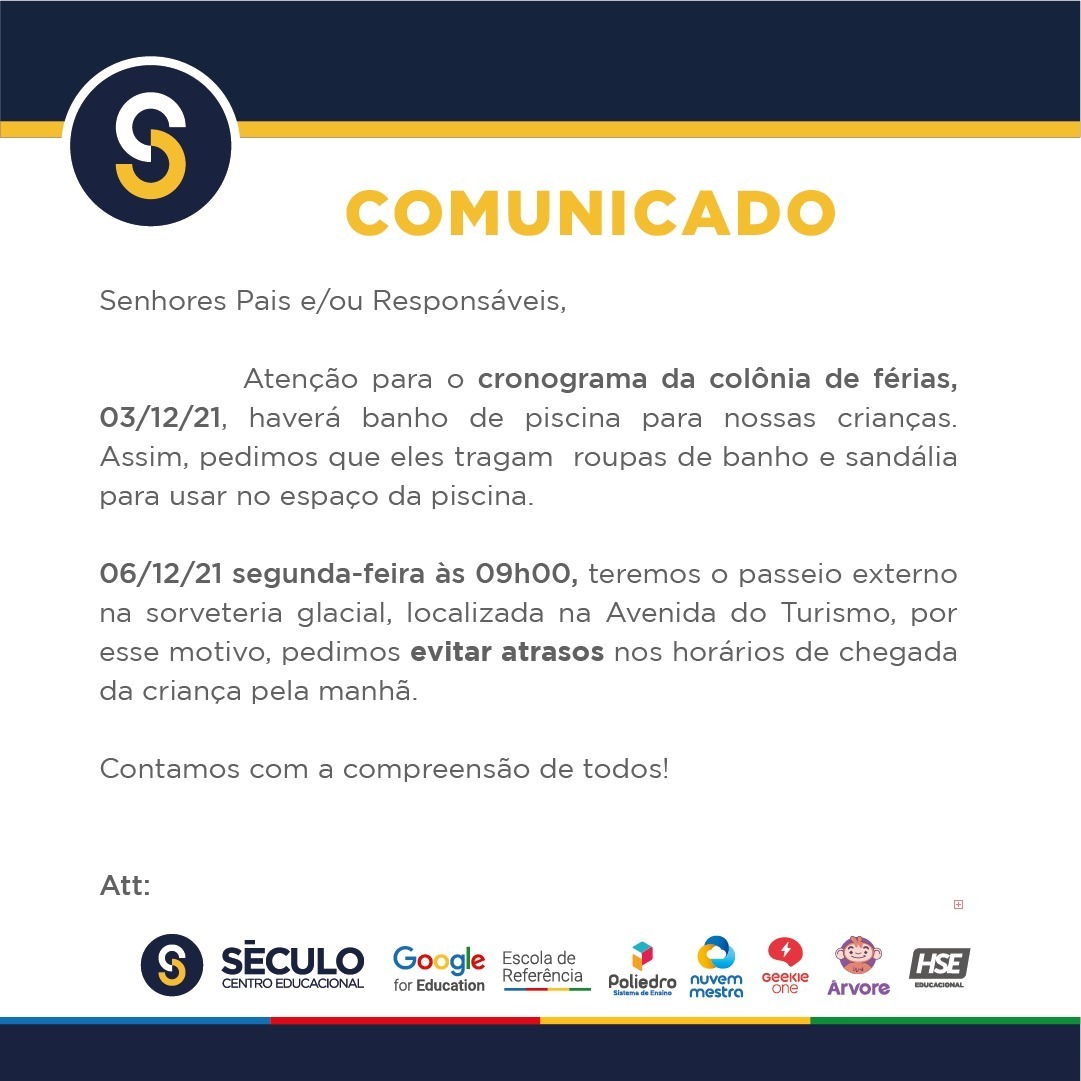 COMUNICADO
Senhores Pais e/ou Responsáveis,
Atenção para o cronograma da colônia de férias,
03/12/21, haverá banho de piscina para nossas crianças.
Assim, pedimos que eles tragam roupas de banho e sandália
para usar no espaço da piscina.
06/12/21 segunda-feira às 09h00, teremos o passeio externo
na sorveteria glacial, localizada na Avenida do Turismo, por
esse motivo, pedimos evitar atrasos nos horários de chegada
da criança pela manhã.
Contamos com a compreensão de todos!
Att:
SÉCULO
CENTRO EDUCACIONAL
Google
for Education
Escola de
Referência
Poliedro
Sistema de Ensino
nuvem
mestra
Geekie
one
Árvore
HSE
EDUCACIONAL